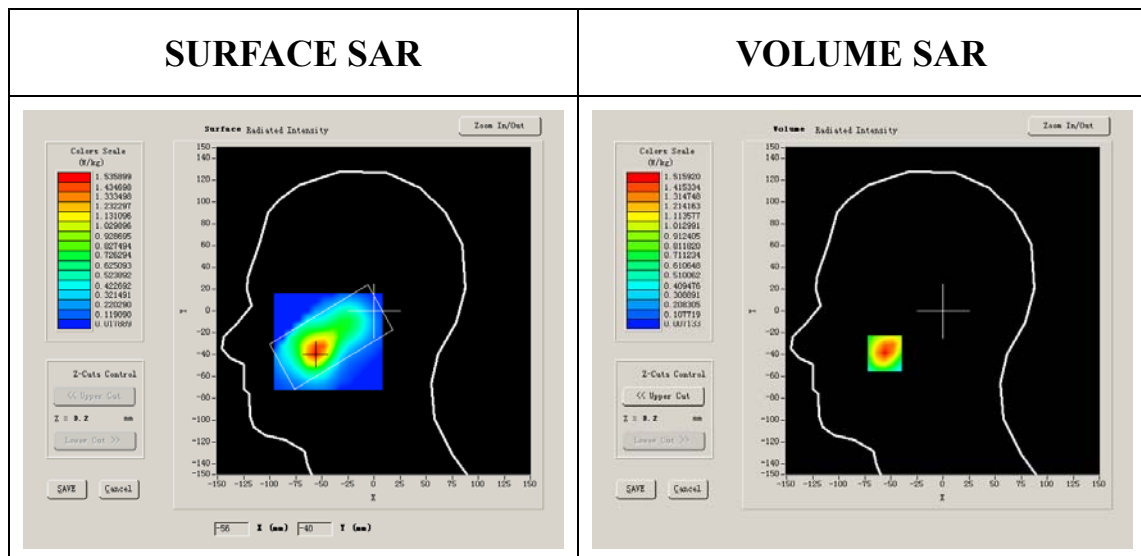 SURFACE SAR
VOLUME SAR
Surface Radiated Intensity
Zoom In/Out
Colors Scale
(W/kg)
1.535899
1.434698
1.333498
1.232297
1.131096
1.029896
0.928695
0.827494
0.726294
0.625093
0.523892
0.422692
0.321491
0.220290
0.119090
0.017889
150
140
120
100
80
60
40
20
0
-20
-40
-60
-80
-100
-120
-140
-150
Y
-150 -125 -100 -75 -50 -25 0 25 50 75 100 125 150
X
Z-Cuts Control
<< Upper Cut
Lower Cut >>
SAVE
Cancel
-56 X (mm) -40 Y (mm)
Volume Radiated Intensity
Zoom In/Out
Colors Scale
(W/kg)
1.515920
1.415334
1.314748
1.214163
1.113577
1.012991
0.912405
0.811820
0.711234
0.610648
0.510062
0.409476
0.308891
0.208305
0.107719
0.007133
150
140
120
100
80
60
40
20
0
-20
-40
-60
-80
-100
-120
-140
-150
Y
-150 -125 -100 -75 -50 -25 0 25 50 75 100 125 150
X
Z-Cuts Control
<< Upper Cut
Lower Cut >>
SAVE
Cancel